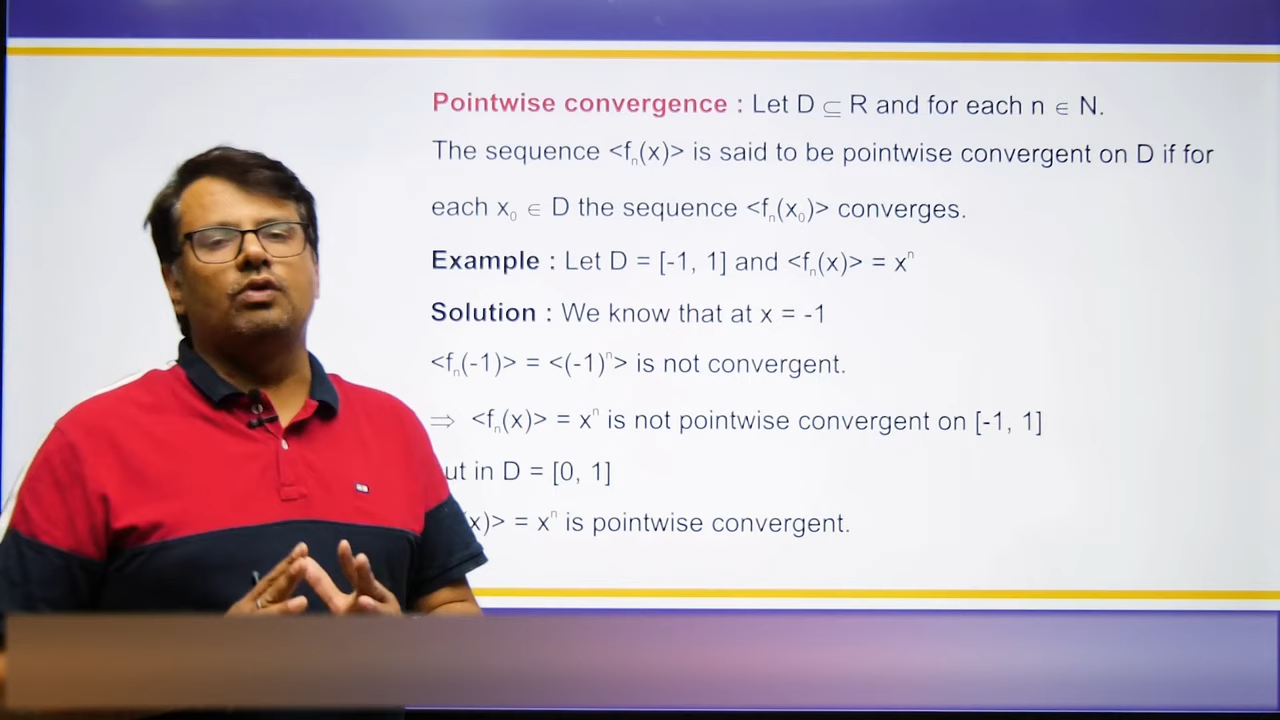 Pointwise convergence : Let D ⊆ R and for each n ∈ N.
The sequence <fₙ(x)> is said to be pointwise convergent on D if for
each x₀ ∈ D the sequence <fₙ(x₀)> converges.
Example : Let D = [-1, 1] and <fₙ(x)> = xⁿ
Solution : We know that at x = -1
<fₙ(-1)> = <(-1)ⁿ> is not convergent.
⇒ <fₙ(x)> = xⁿ is not pointwise convergent on [-1, 1]
ut in D = [0, 1]
x)> = xⁿ is pointwise convergent.